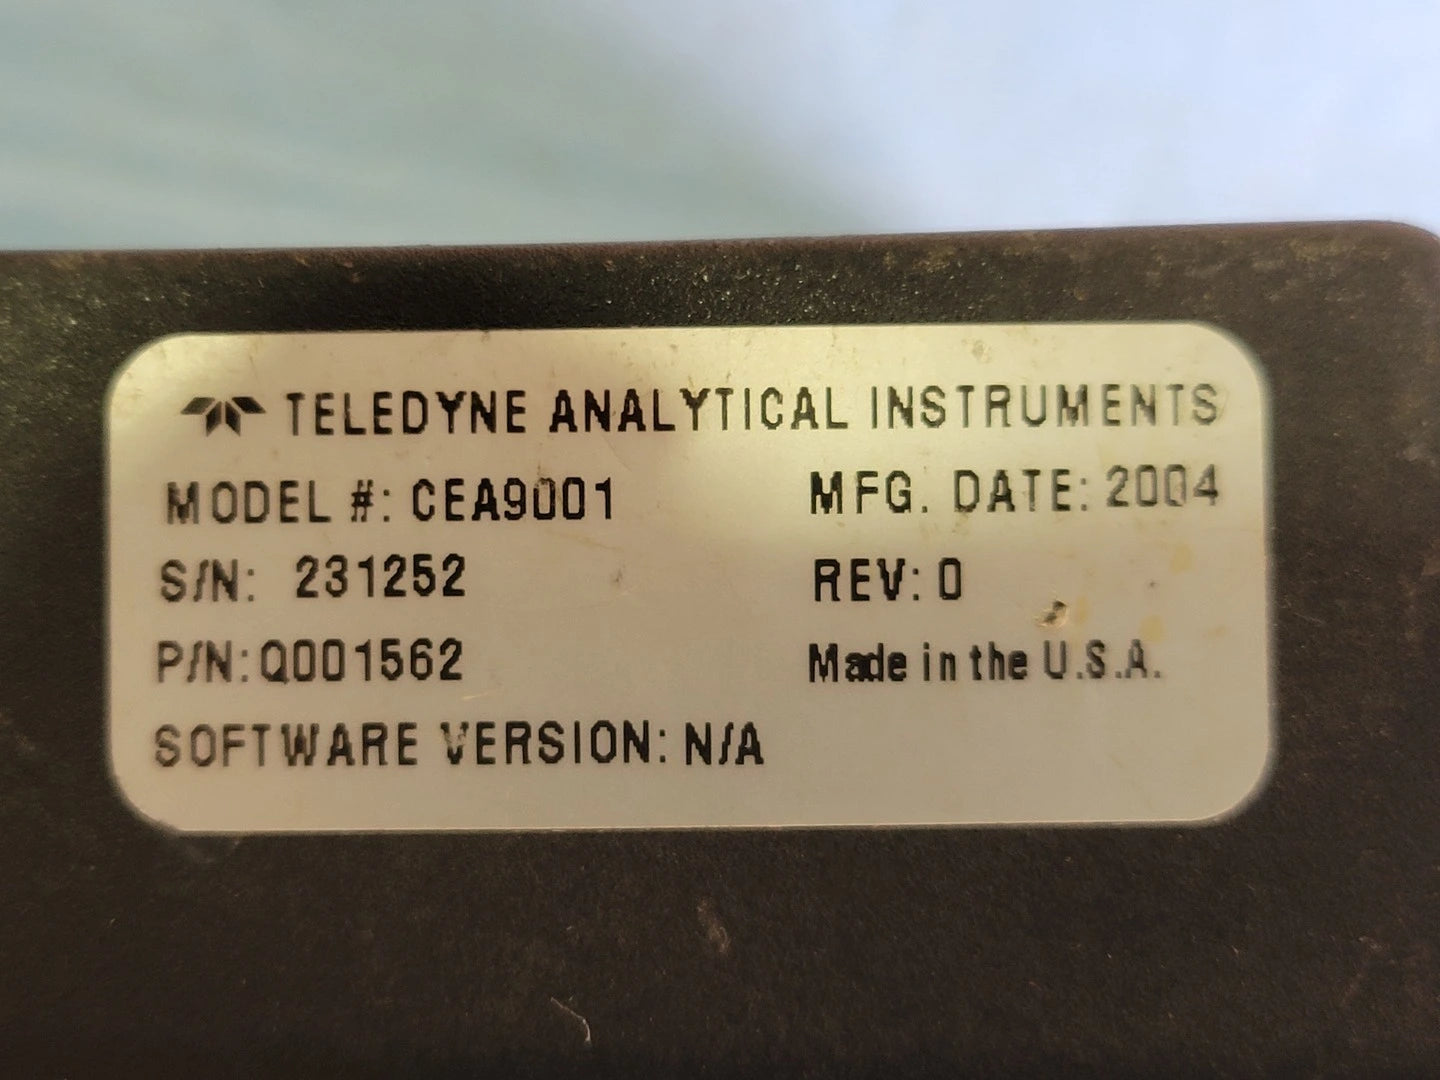 TELEDYNE ANALYTICAL INSTRUMENTS
MODEL #: CEA9001 MFG. DATE: 2004
S/N: 231252 REV: 0
P/N: Q001562 Made in the U.S.A.
SOFTWARE VERSION: N/A